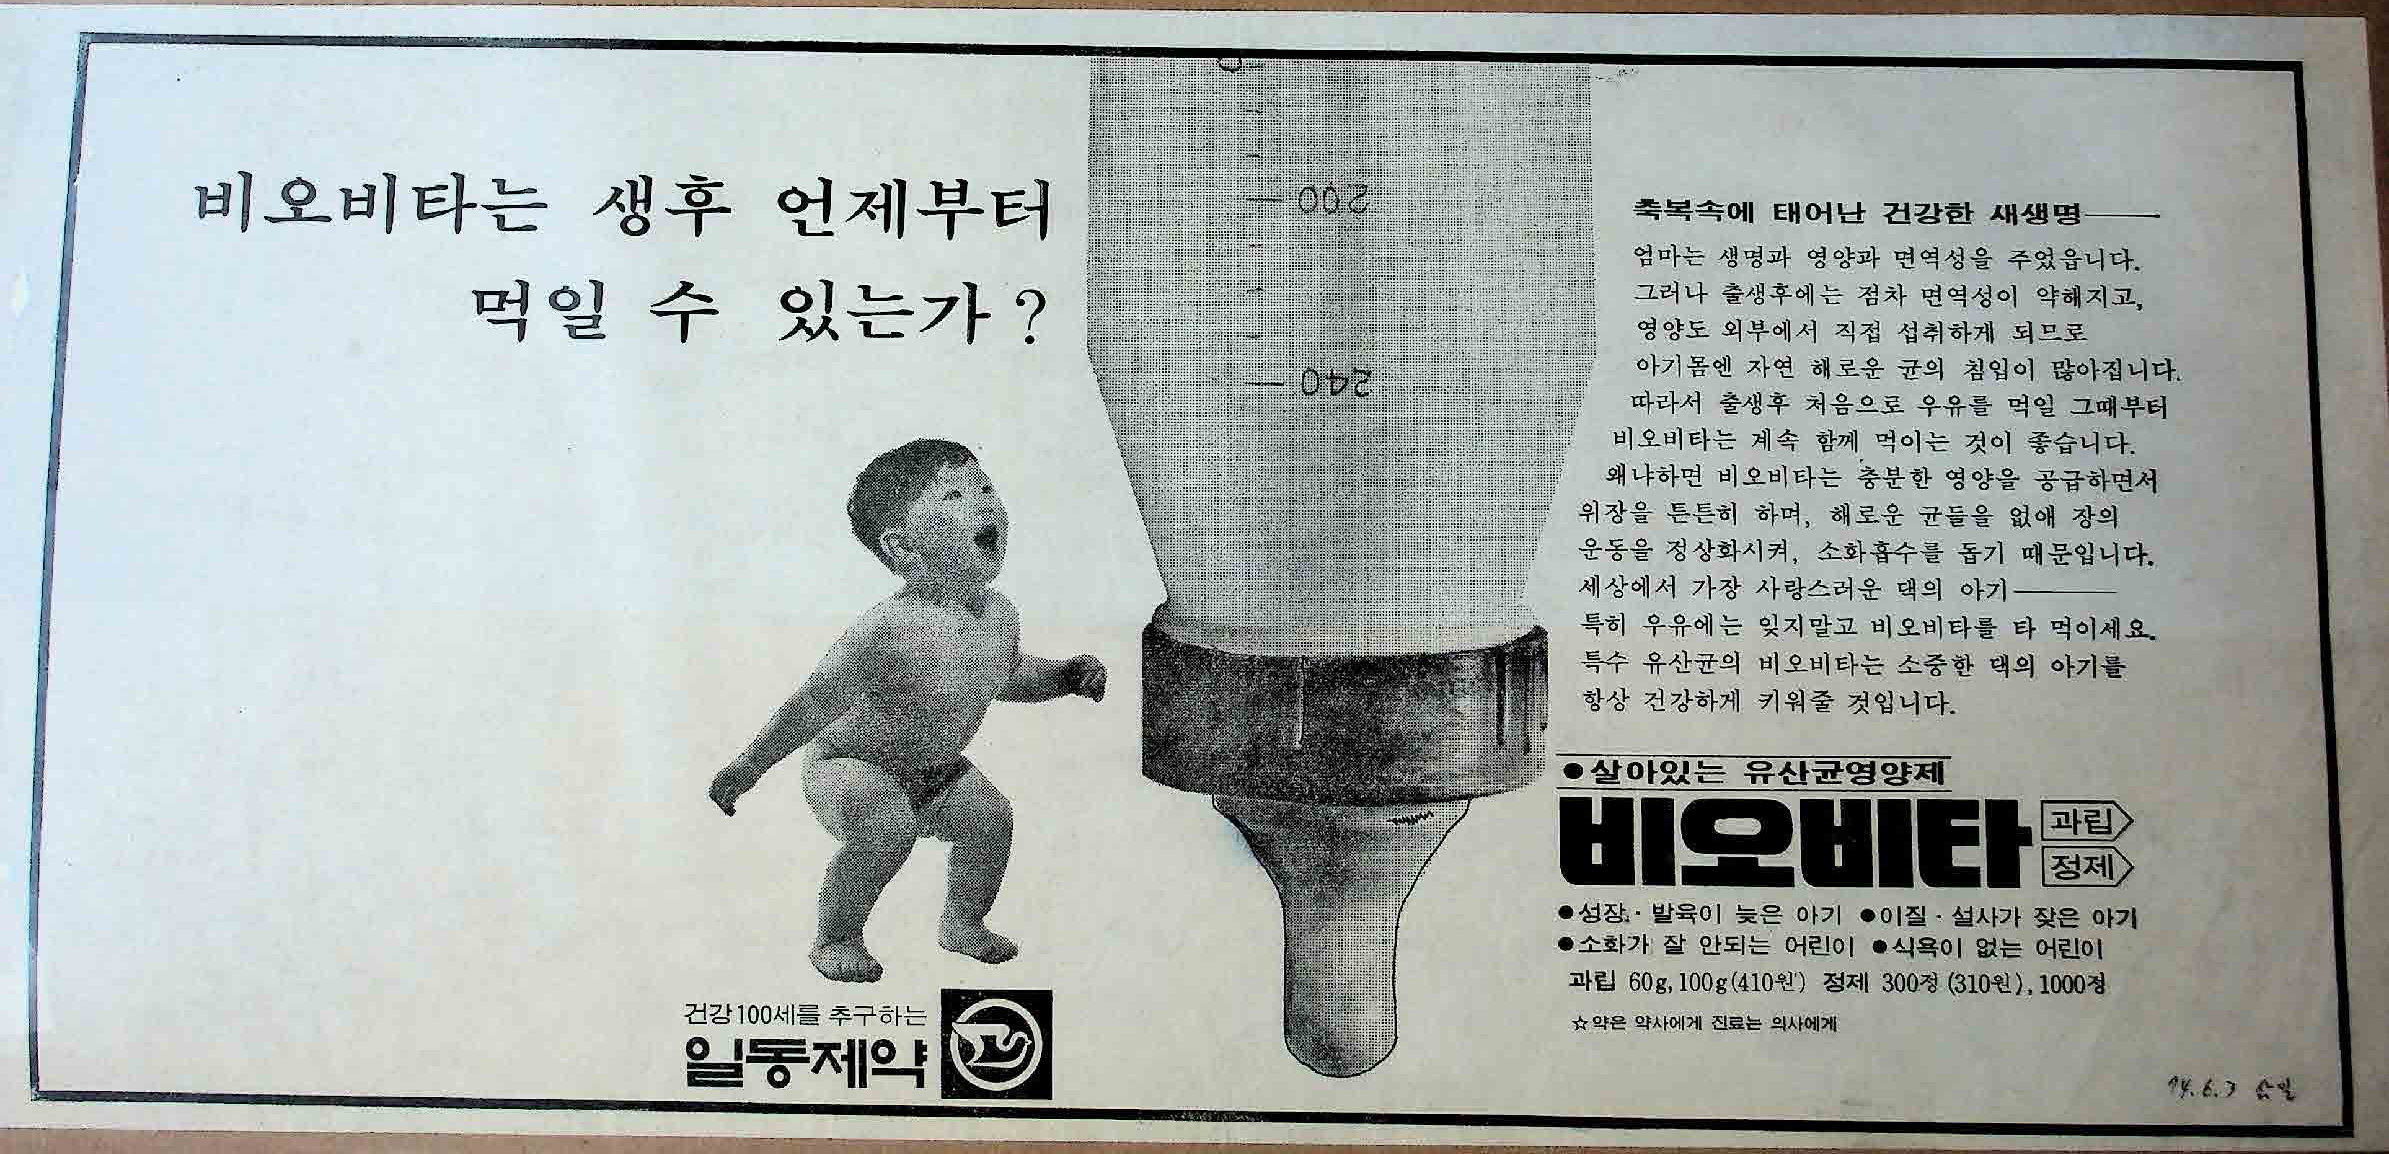 비오비타는 생후 언제부터
먹일 수 있는가?
200
240
축복속에 태어난 건강한 새생명──
엄마는 생명과 영양과 면역성을 주었읍니다.
그러나 출생후에는 점차 면역성이 약해지고,
영양도 외부에서 직접 섭취하게 되므로
아기몸엔 자연 해로운 균의 침입이 많아집니다.
따라서 출생후 처음으로 우유를 먹일 그때부터
비오비타는 계속 함께 먹이는 것이 좋습니다.
왜냐하면 비오비타는 충분한 영양을 공급하면서
위장을 튼튼히 하며, 해로운 균들을 없애 장의
운동을 정상화시켜, 소화흡수를 돕기 때문입니다.
세상에서 가장 사랑스러운 댁의 아기───
특히 우유에는 잊지말고 비오비타를 타 먹이세요.
특수 유산균의 비오비타는 소중한 댁의 아기를
항상 건강하게 키워줄 것입니다.
●살아있는 유산균영양제
비오비타 과립 정제
●성장·발육이 늦은 아기 ●이질·설사가 잦은 아기
●소화가 잘 안되는 어린이 ●식욕이 없는 어린이
과립 60g, 100g(410원) 정제 300정(310원), 1000정
☆약은 약사에게 진료는 의사에게
건강100세를 추구하는
일동제약
74.6.3